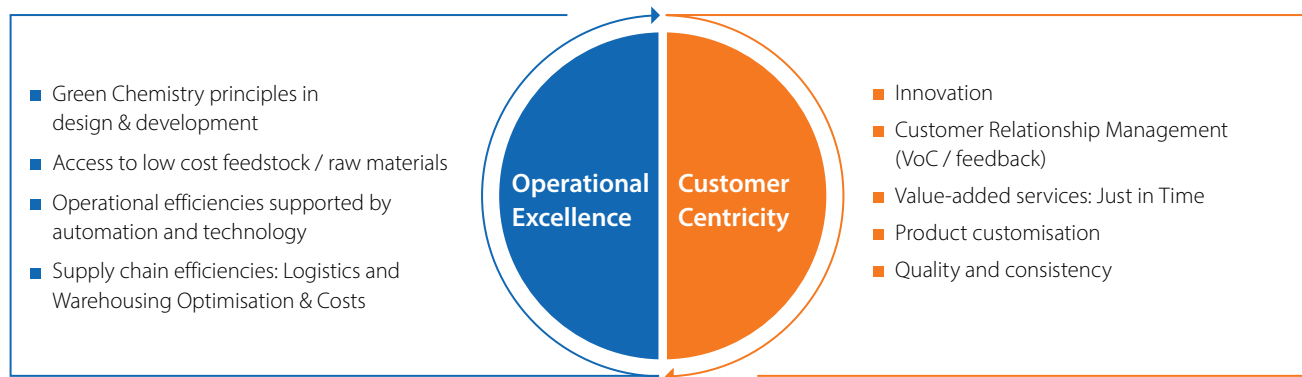 Green Chemistry principles in
design & development
Access to low cost feedstock / raw materials
Operational efficiencies supported by
automation and technology
Supply chain efficiencies: Logistics and
Warehousing Optimisation & Costs
Operational
Excellence
Customer
Centricity
Innovation
Customer Relationship Management
(VoC / feedback)
Value-added services: Just in Time
Product customisation
Quality and consistency